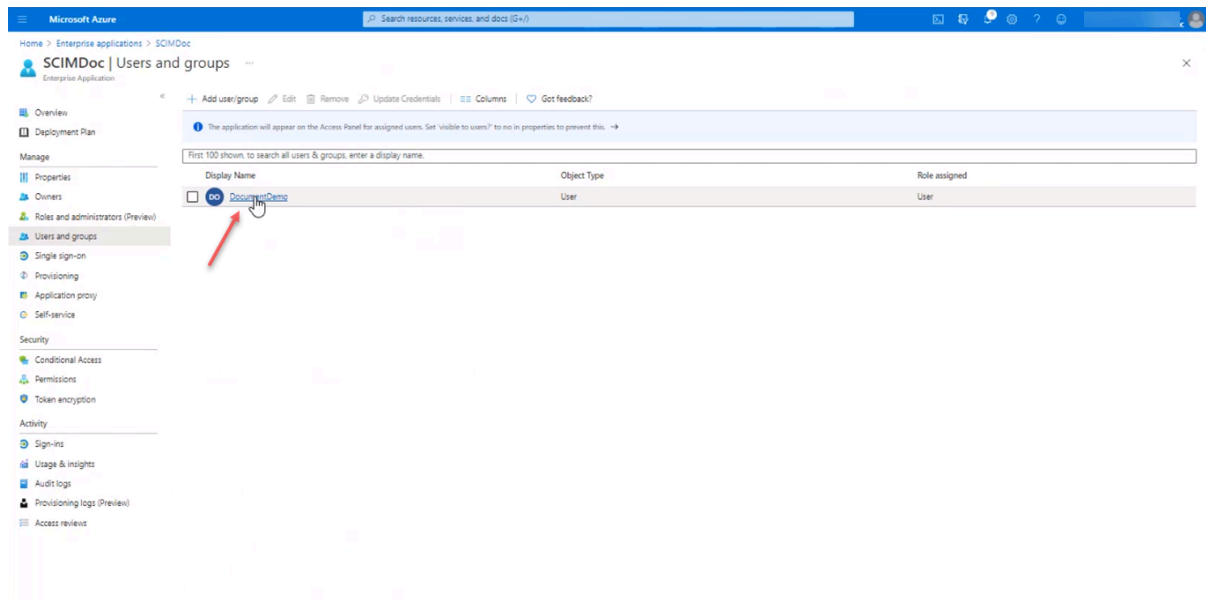 Microsoft Azure
Search resources, services, and docs (G+/)
Home > Enterprise applications > SCIMDoc
SCIMDoc | Users and groups ...
Enterprise Application
Add user/group Edit Remove Update Credentials Columns Got feedback?
The application will appear on the Access Panel for assigned users. Set 'visible to users?' to no in properties to prevent this. →
First 100 shown, to search all users & groups, enter a display name.
Display Name Object Type Role assigned
DO DocumentDemo User User
Overview
Deployment Plan
Manage
Properties
Owners
Roles and administrators (Preview)
Users and groups
Single sign-on
Provisioning
Application proxy
Self-service
Security
Conditional Access
Permissions
Token encryption
Activity
Sign-ins
Usage & insights
Audit logs
Provisioning logs (Preview)
Access reviews